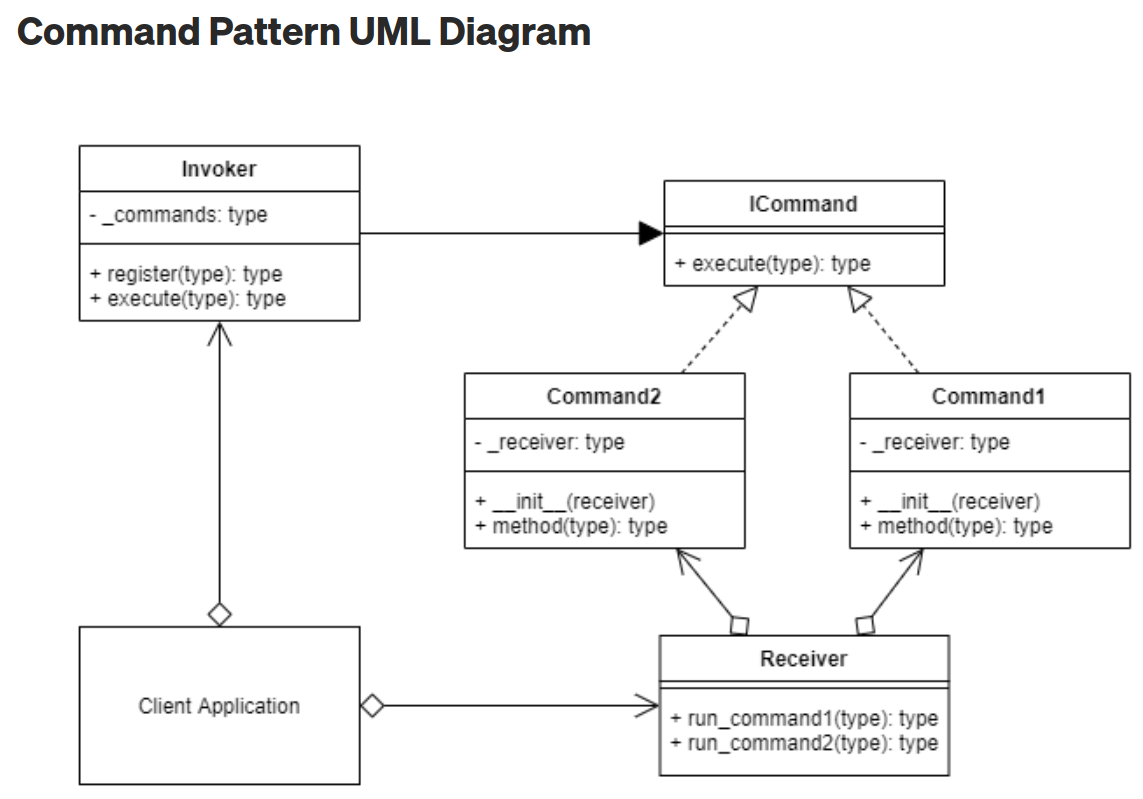 Command Pattern UML Diagram
Invoker
- _commands: type
+ register(type): type
+ execute(type): type
ICommand
+ execute(type): type
Command2
- _receiver: type
+ __init__(receiver)
+ method(type): type
Command1
- _receiver: type
+ __init__(receiver)
+ method(type): type
Client Application
Receiver
+ run_command1(type): type
+ run_command2(type): type